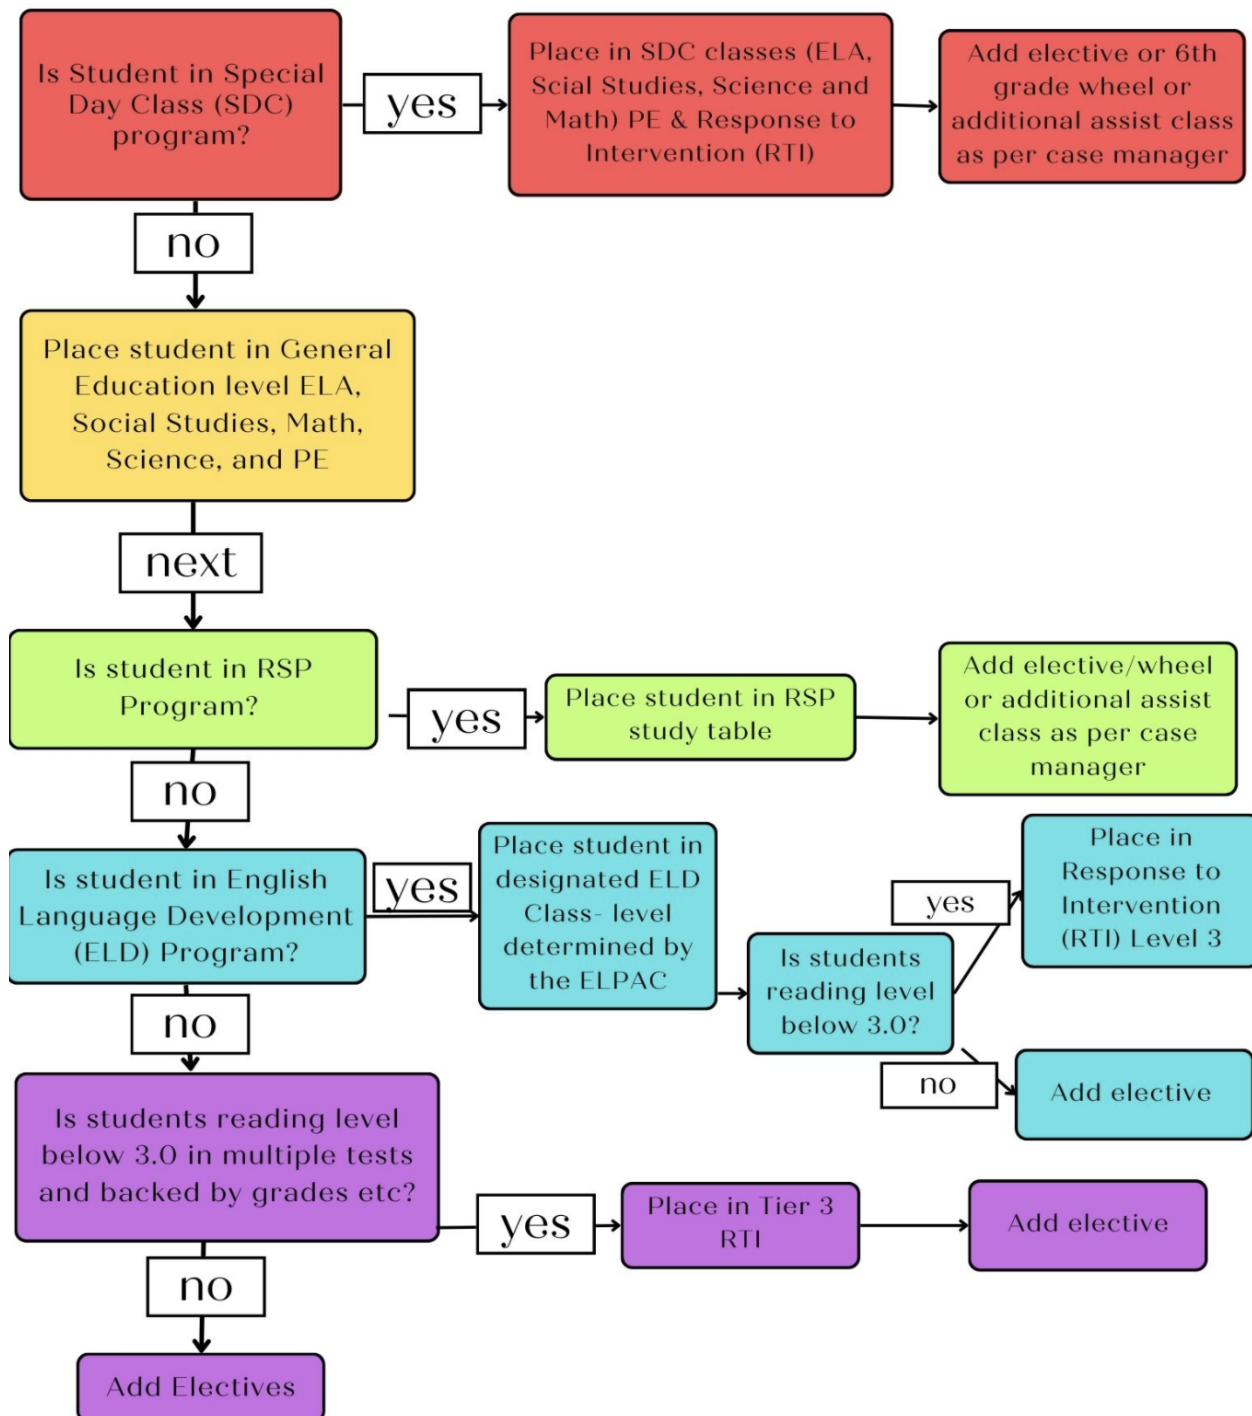 Is Student in Special
Day Class (SDC)
program?
yes
Place in SDC classes (ELA,
Scial Studies, Science and
Math) PE & Response to
Intervention (RTI)
Add elective or 6th
grade wheel or
additional assist class
as per case manager
no
Place student in General
Education level ELA,
Social Studies, Math,
Science, and PE
next
Is student in RSP
Program?
yes
Place student in RSP
study table
Add elective/wheel
or additional assist
class as per case
manager
no
Is student in English
Language Development
(ELD) Program?
yes
Place student in
designated ELD
Class- level
determined by
the ELPAC
Is students
reading level
below 3.0?
yes
Place in
Response to
Intervention
(RTI) Level 3
no
Add elective
no
Is students reading level
below 3.0 in multiple tests
and backed by grades etc?
yes
Place in Tier 3
RTI
Add elective
no
Add Electives